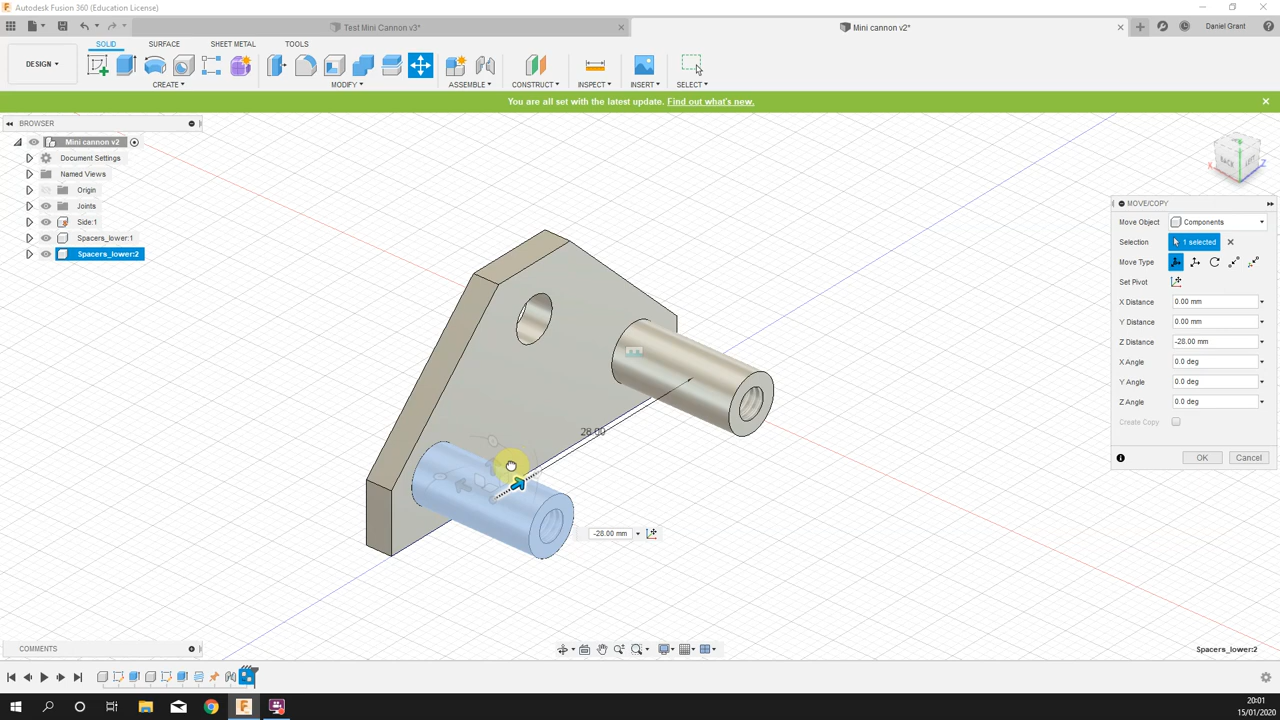 Autodesk Fusion 360 (Education License)
Test Mini Cannon v3*
Mini cannon v2*
Daniel Grant
DESIGN
SOLID
SURFACE
SHEET METAL
TOOLS
CREATE
MODIFY
ASSEMBLE
CONSTRUCT
INSPECT
INSERT
SELECT
You are all set with the latest update. Find out what's new.
BROWSER
Mini cannon v2
Document Settings
Named Views
Origin
Joints
Side:1
Spacers_lower:1
Spacers_lower:2
BACK
LEFT
X
Z
MOVE/COPY
Move Object Components
Selection 1 selected
Move Type
Set Pivot
X Distance 0.00 mm
Y Distance 0.00 mm
Z Distance -28.00 mm
X Angle 0.0 deg
Y Angle 0.0 deg
Z Angle 0.0 deg
Create Copy
OK Cancel
28.00
-28.00 mm
COMMENTS
Spacers_lower:2
20:01
15/01/2020